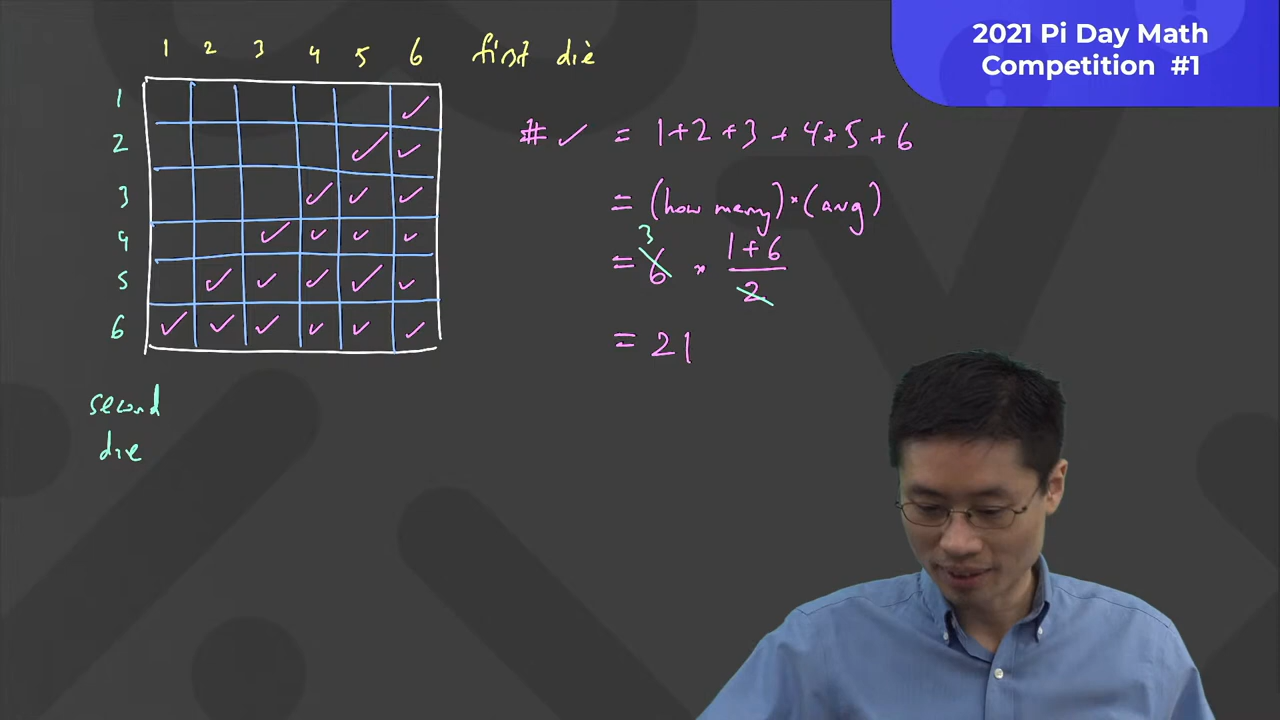 2021 Pi Day Math
Competition #1
1 2 3 4 5 6 first die
1 ✓
2 ✓ ✓
3 ✓ ✓ ✓
4 ✓ ✓ ✓ ✓
5 ✓ ✓ ✓ ✓ ✓
6 ✓ ✓ ✓ ✓ ✓ ✓
second
die
# ✓ = 1+2+3+4+5+6
= (how many) * (avg)
3
= 6 * 1+6
2
= 21